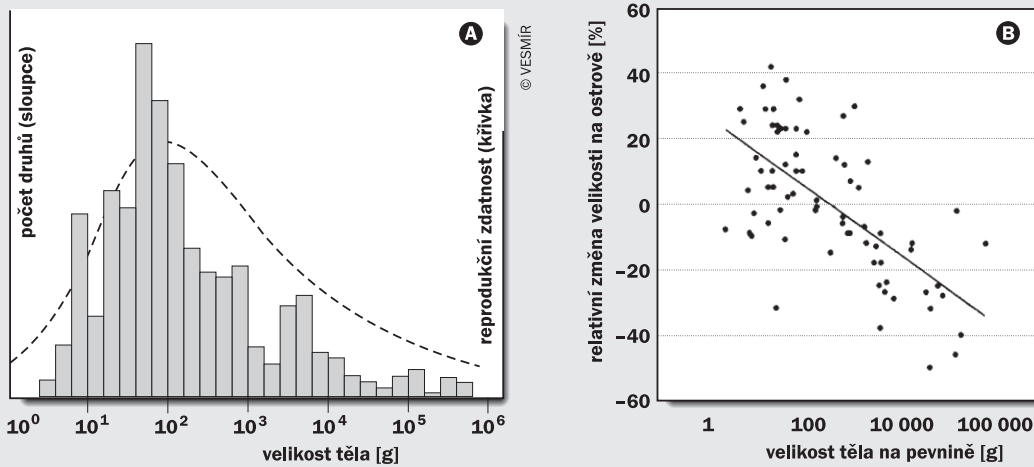 A
počet druhů (sloupce)
reprodukční zdatnost (křivka)
10⁰ 10¹ 10² 10³ 10⁴ 10⁵ 10⁶
velikost těla [g]
© VESMÍR
B
relativní změna velikosti na ostrově [%]
60
40
20
0
−20
−40
−60
1 100 10 000 100 000
velikost těla na pevnině [g]